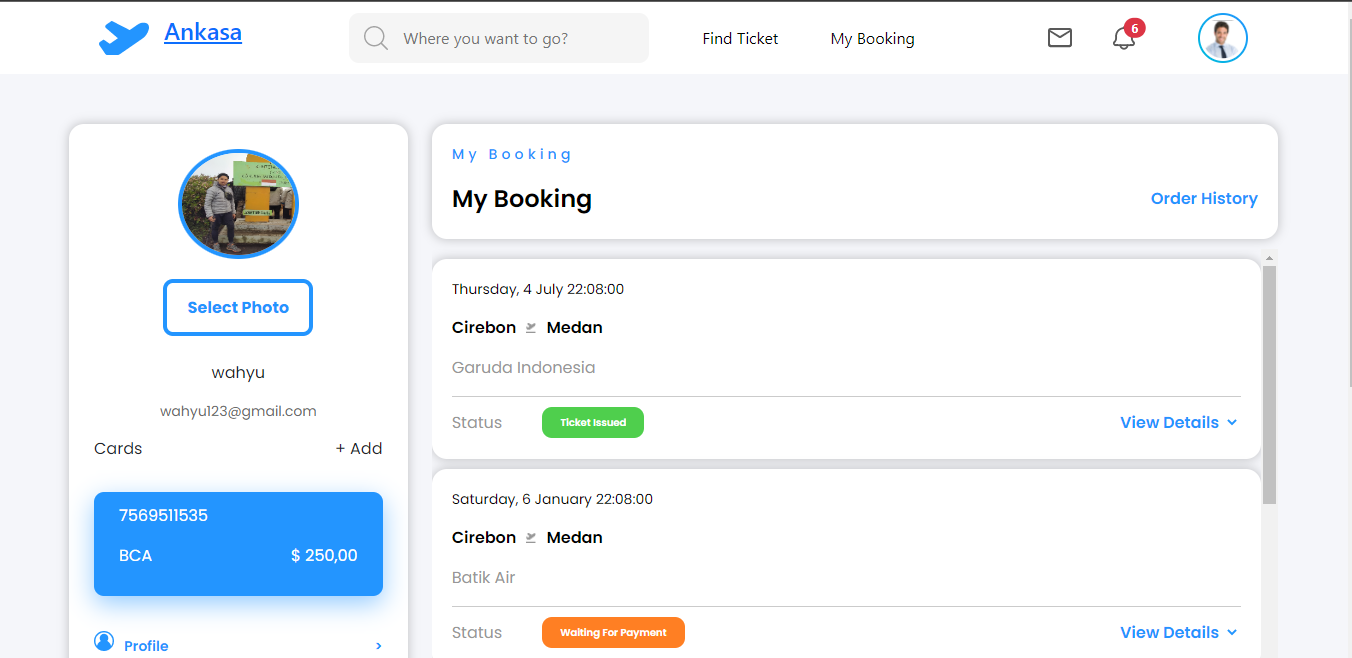 Ankasa
Where you want to go?
Find Ticket
My Booking
6
Select Photo
wahyu
wahyu123@gmail.com
Cards
+ Add
7569511535
BCA
$ 250,00
Profile
>
My Booking
My Booking
Order History
Thursday, 4 July 22:08:00
Cirebon Medan
Garuda Indonesia
Status
Ticket Issued
View Details
Saturday, 6 January 22:08:00
Cirebon Medan
Batik Air
Status
Waiting For Payment
View Details